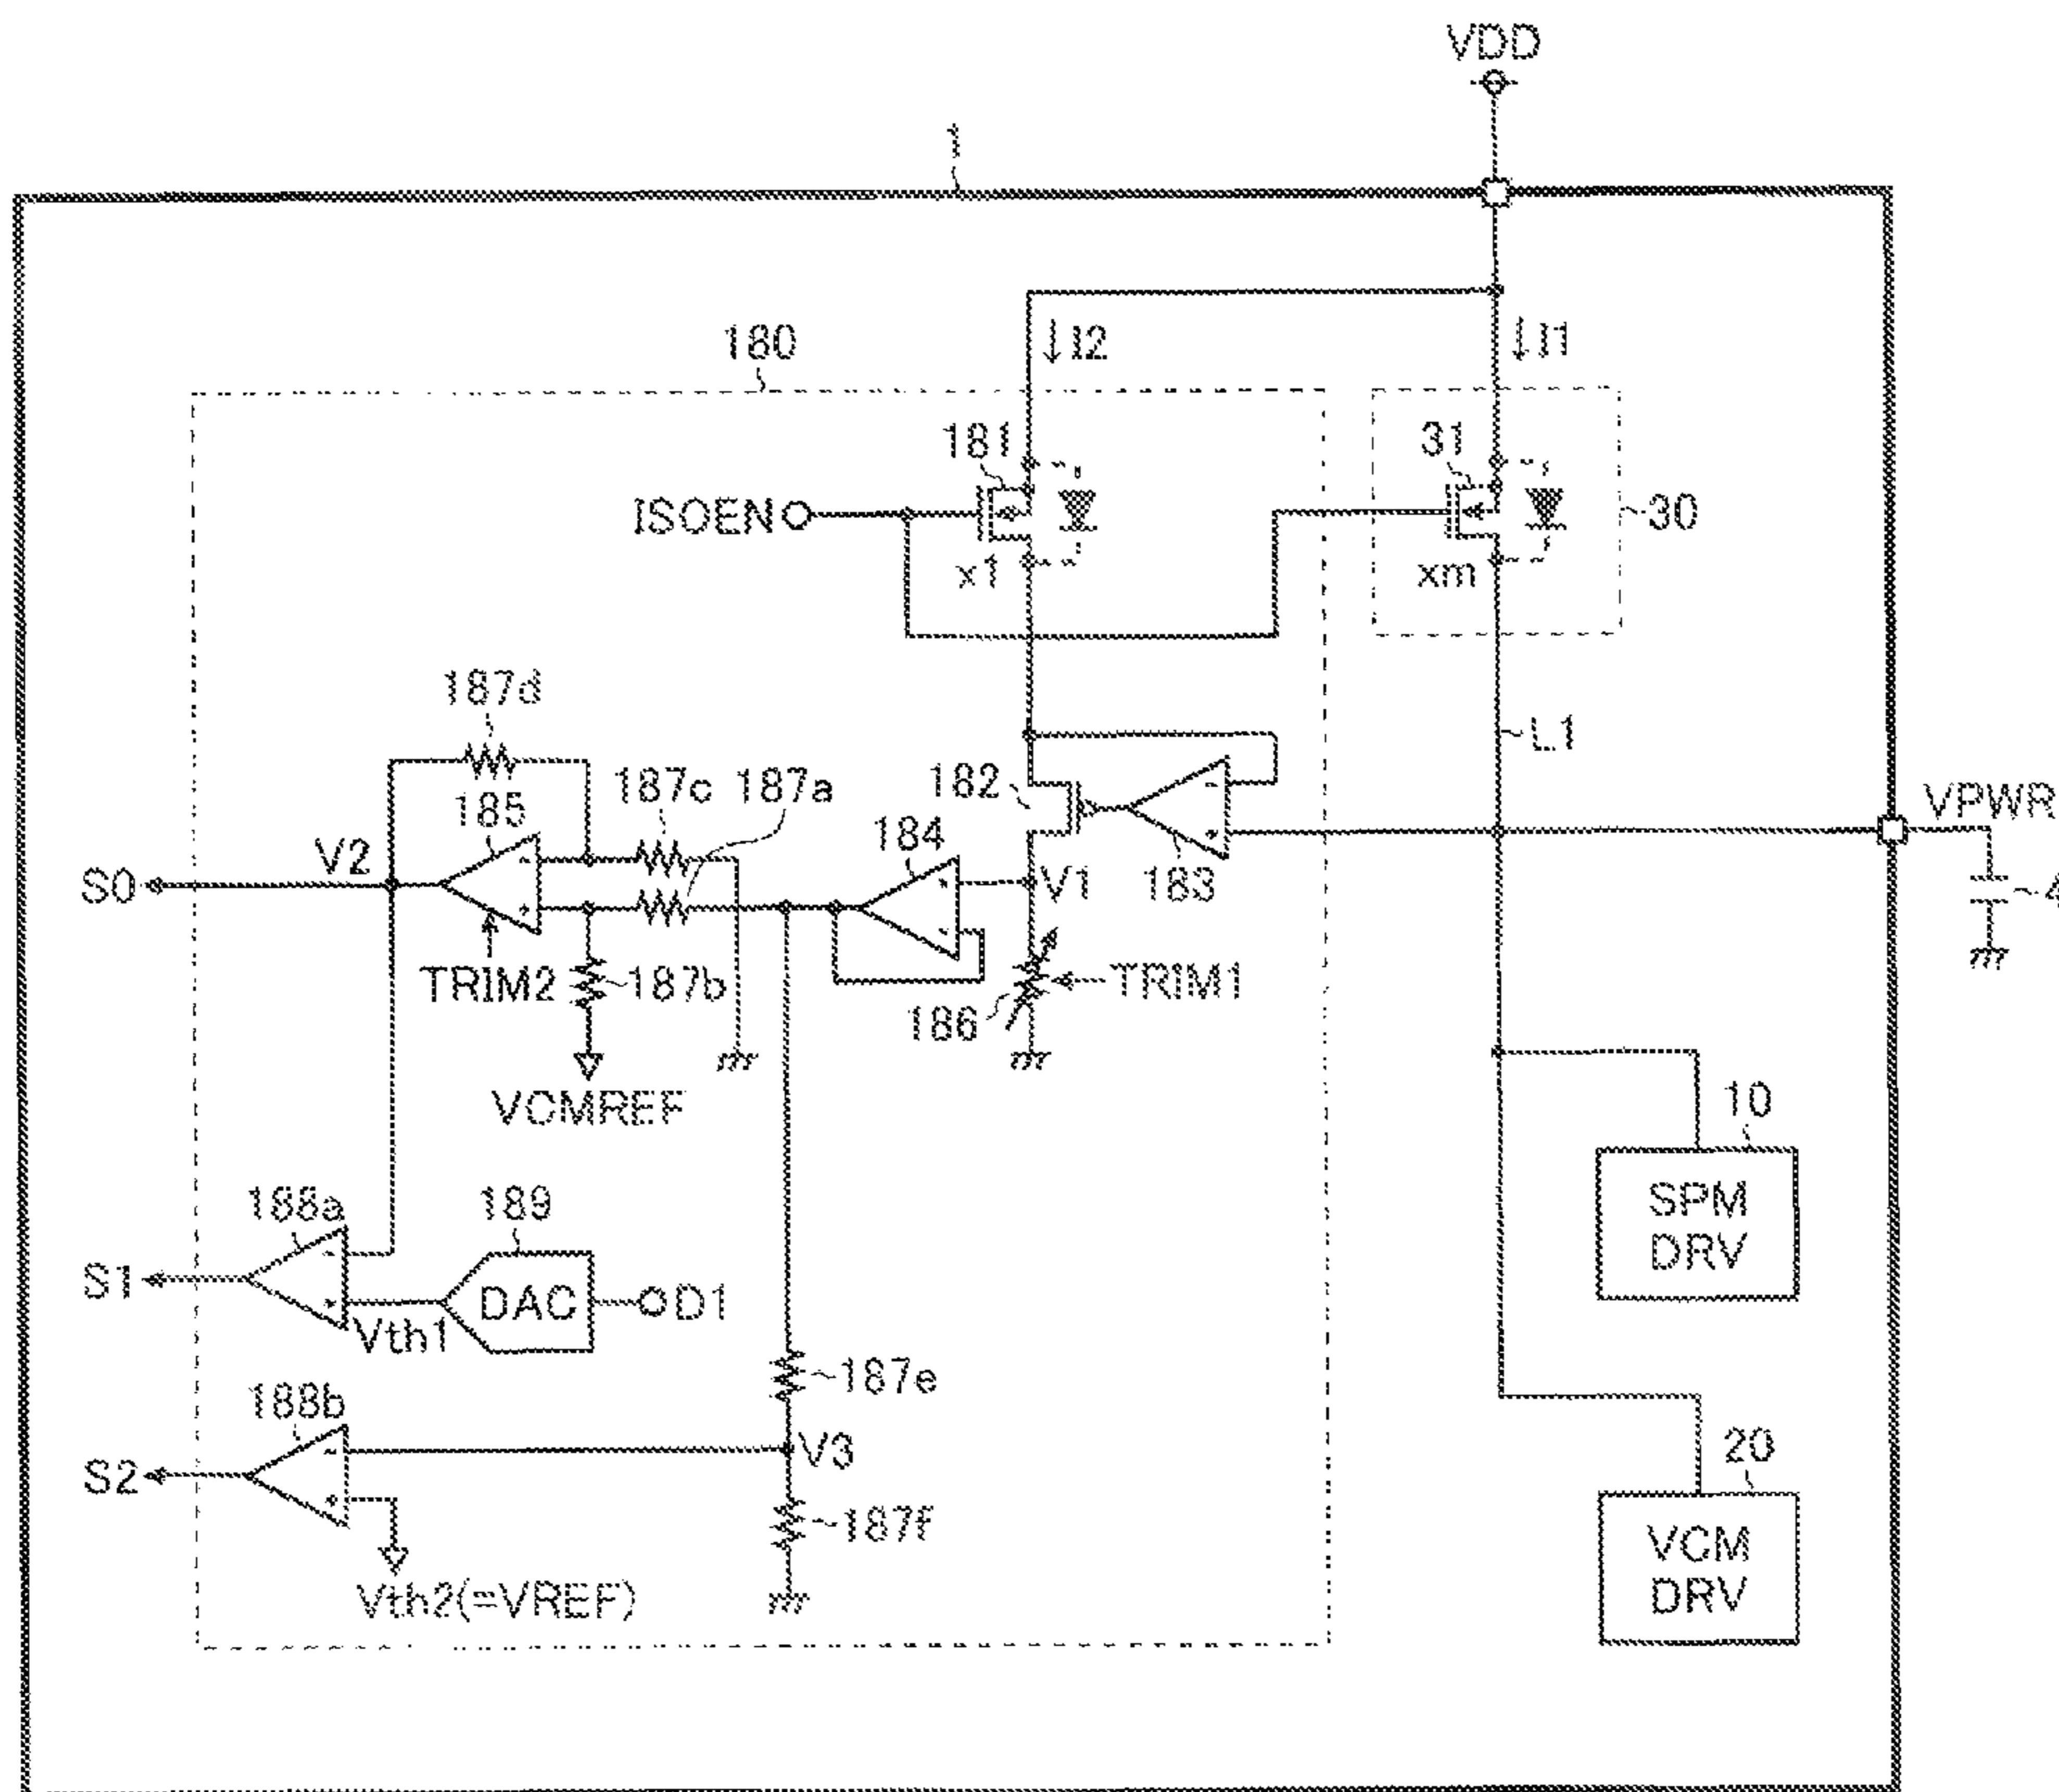 VDD
1
180
↓I2
↓I1
181
31
ISOEN
30
x1
xm
187d
L1
182
187c
187a
185
184
VPWR
V2
S0
V1
183
4
TRIM2
187b
TRIM1
186
VCMREF
10
SPM
DRV
188a
189
S1
DAC
D1
Vth1
187e
188b
V3
20
S2
187f
VCM
DRV
Vth2(=VREF)